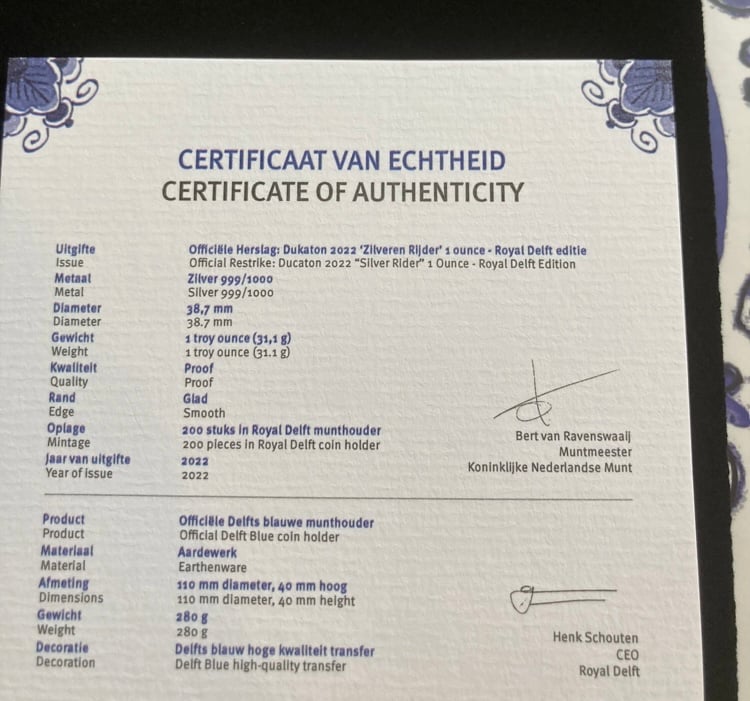 CERTIFICAAT VAN ECHTHEID
CERTIFICATE OF AUTHENTICITY
Uitgifte Officiële Herslag: Dukaton 2022 'Zilveren Rijder' 1 ounce - Royal Delft editie
Issue Official Restrike: Ducaton 2022 "Silver Rider" 1 Ounce - Royal Delft Edition
Metaal Zilver 999/1000
Metal Silver 999/1000
Diameter 38,7 mm
Diameter 38.7 mm
Gewicht 1 troy ounce (31,1 g)
Weight 1 troy ounce (31.1 g)
Kwaliteit Proof
Quality Proof
Rand Glad
Edge Smooth
Oplage 200 stuks in Royal Delft munthouder
Mintage 200 pieces in Royal Delft coin holder
Jaar van uitgifte 2022
Year of issue 2022
Bert van Ravenswaaij
Muntmeester
Koninklijke Nederlandse Munt
Product Officiële Delfts blauwe munthouder
Product Official Delft Blue coin holder
Materiaal Aardewerk
Material Earthenware
Afmeting 110 mm diameter, 40 mm hoog
Dimensions 110 mm diameter, 40 mm height
Gewicht 280 g
Weight 280 g
Decoratie Delfts blauw hoge kwaliteit transfer
Decoration Delft Blue high-quality transfer
Henk Schouten
CEO
Royal Delft